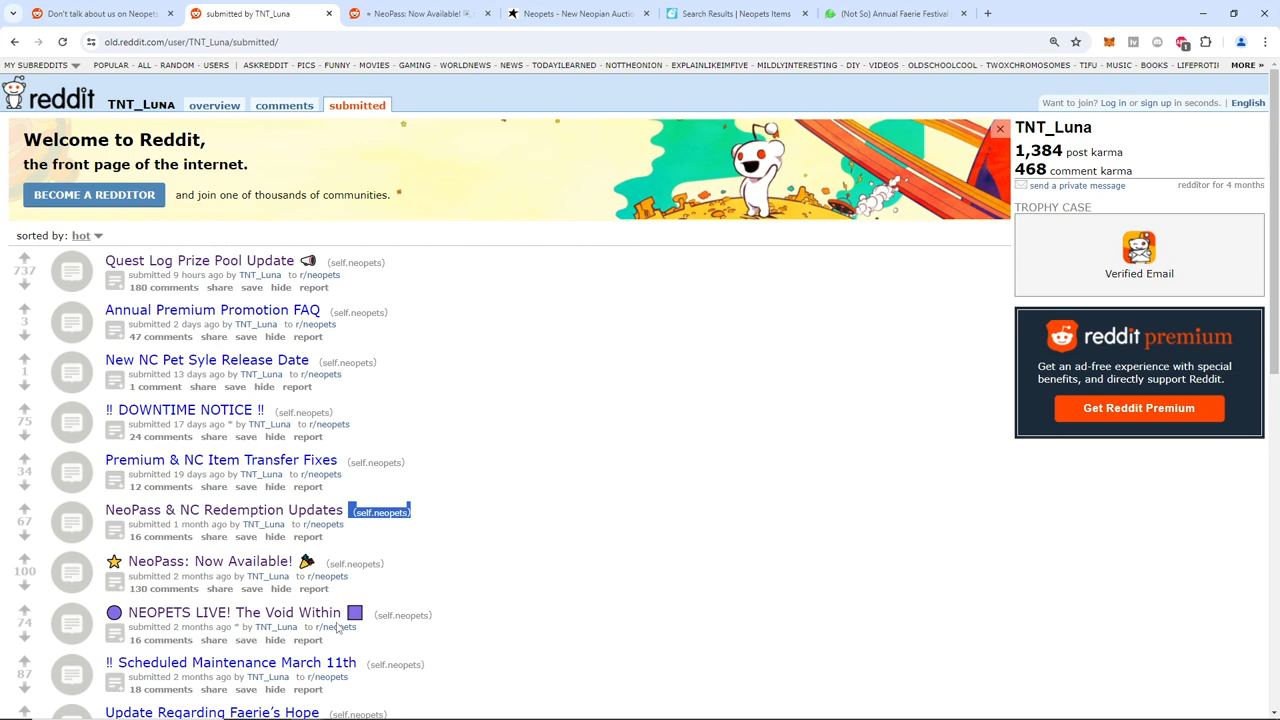 Don't talk about us on Neopets
submitted by TNT_Luna
NeoPass: Now Available!
Neopets - New Neopian Auctio
Search Results | Neopets Items
(Not So) Annual Faerie Festival
old.reddit.com/user/TNT_Luna/submitted/
MY SUBREDDITS POPULAR - ALL - RANDOM - USERS | ASKREDDIT - PICS - FUNNY - MOVIES - GAMING - WORLDNEWS - NEWS - TODAYILEARNED - NOTTHEONION - EXPLAINLIKEIMFIVE - MILDLYINTERESTING - DIY - VIDEOS - OLDSCHOOLCOOL - TWOXCHROMOSOMES - TIFU - MUSIC - BOOKS - LIFEPROTI MORE »
reddit TNT_LUNA overview comments submitted
Want to join? Log in or sign up in seconds. | English
Welcome to Reddit,
the front page of the internet.
BECOME A REDDITOR and join one of thousands of communities.
TNT_Luna
1,384 post karma
468 comment karma
send a private message redditor for 4 months
TROPHY CASE
Verified Email
reddit premium
Get an ad-free experience with special
benefits, and directly support Reddit.
Get Reddit Premium
sorted by: hot
737
Quest Log Prize Pool Update 📢 (self.neopets)
submitted 9 hours ago by TNT_Luna to r/neopets
180 comments share save hide report
3
Annual Premium Promotion FAQ (self.neopets)
submitted 2 days ago by TNT_Luna to r/neopets
47 comments share save hide report
1
New NC Pet Syle Release Date (self.neopets)
submitted 13 days ago by TNT_Luna to r/neopets
1 comment share save hide report
75
‼ DOWNTIME NOTICE ‼ (self.neopets)
submitted 17 days ago * by TNT_Luna to r/neopets
24 comments share save hide report
34
Premium & NC Item Transfer Fixes (self.neopets)
submitted 19 days ago by TNT_Luna to r/neopets
12 comments share save hide report
67
NeoPass & NC Redemption Updates (self.neopets)
submitted 1 month ago by TNT_Luna to r/neopets
16 comments share save hide report
100
⭐ NeoPass: Now Available! 🎉 (self.neopets)
submitted 2 months ago by TNT_Luna to r/neopets
130 comments share save hide report
74
🟣 NEOPETS LIVE! The Void Within 🟪 (self.neopets)
submitted 2 months ago * by TNT_Luna to r/neopets
16 comments share save hide report
87
‼ Scheduled Maintenance March 11th (self.neopets)
submitted 2 months ago by TNT_Luna to r/neopets
18 comments share save hide report
Update Regarding Faerie's Hope (self.neopets)